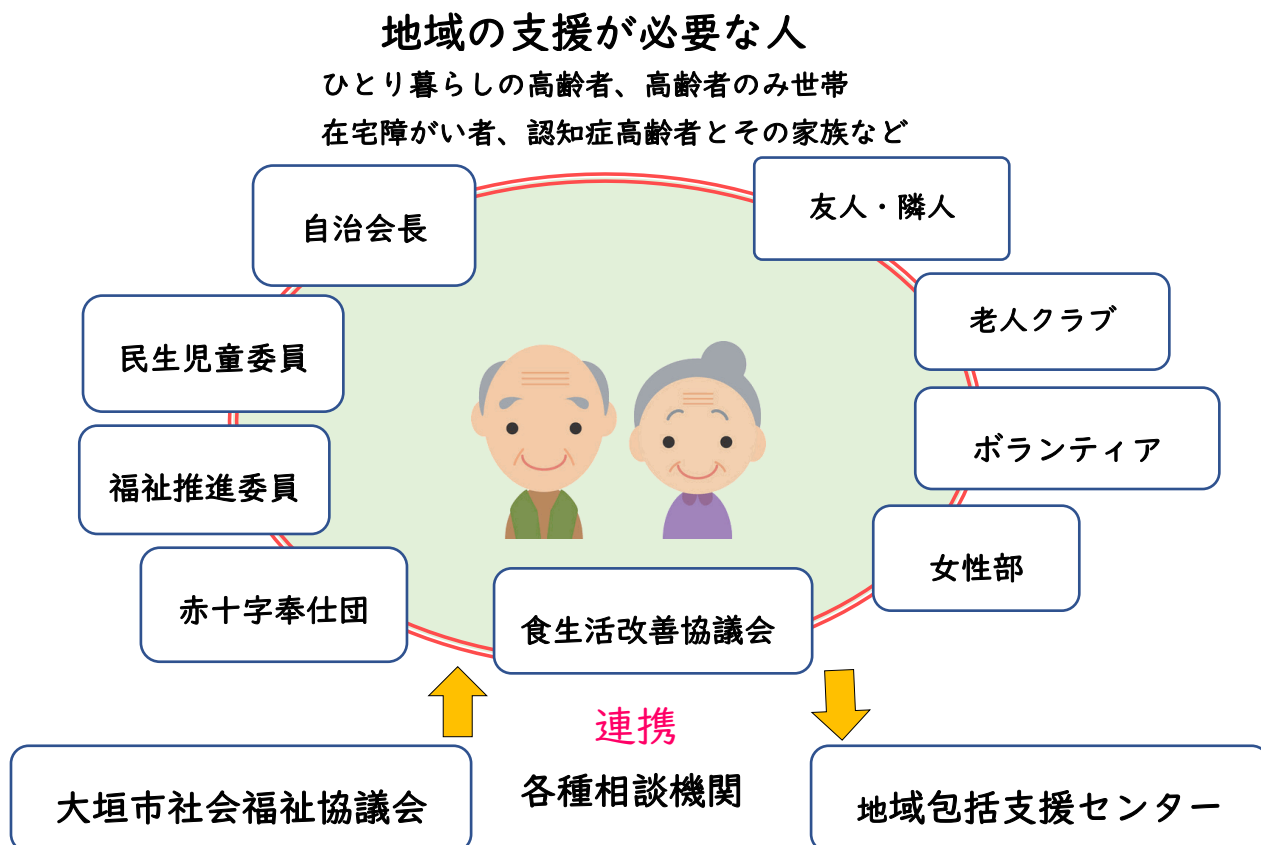 地域の支援が必要な人
ひとり暮らしの高齢者、高齢者のみ世帯
在宅障がい者、認知症高齢者とその家族など
自治会長
友人・隣人
民生児童委員
老人クラブ
福祉推進委員
ボランティア
赤十字奉仕団
女性部
食生活改善協議会
連携
大垣市社会福祉協議会
各種相談機関
地域包括支援センター